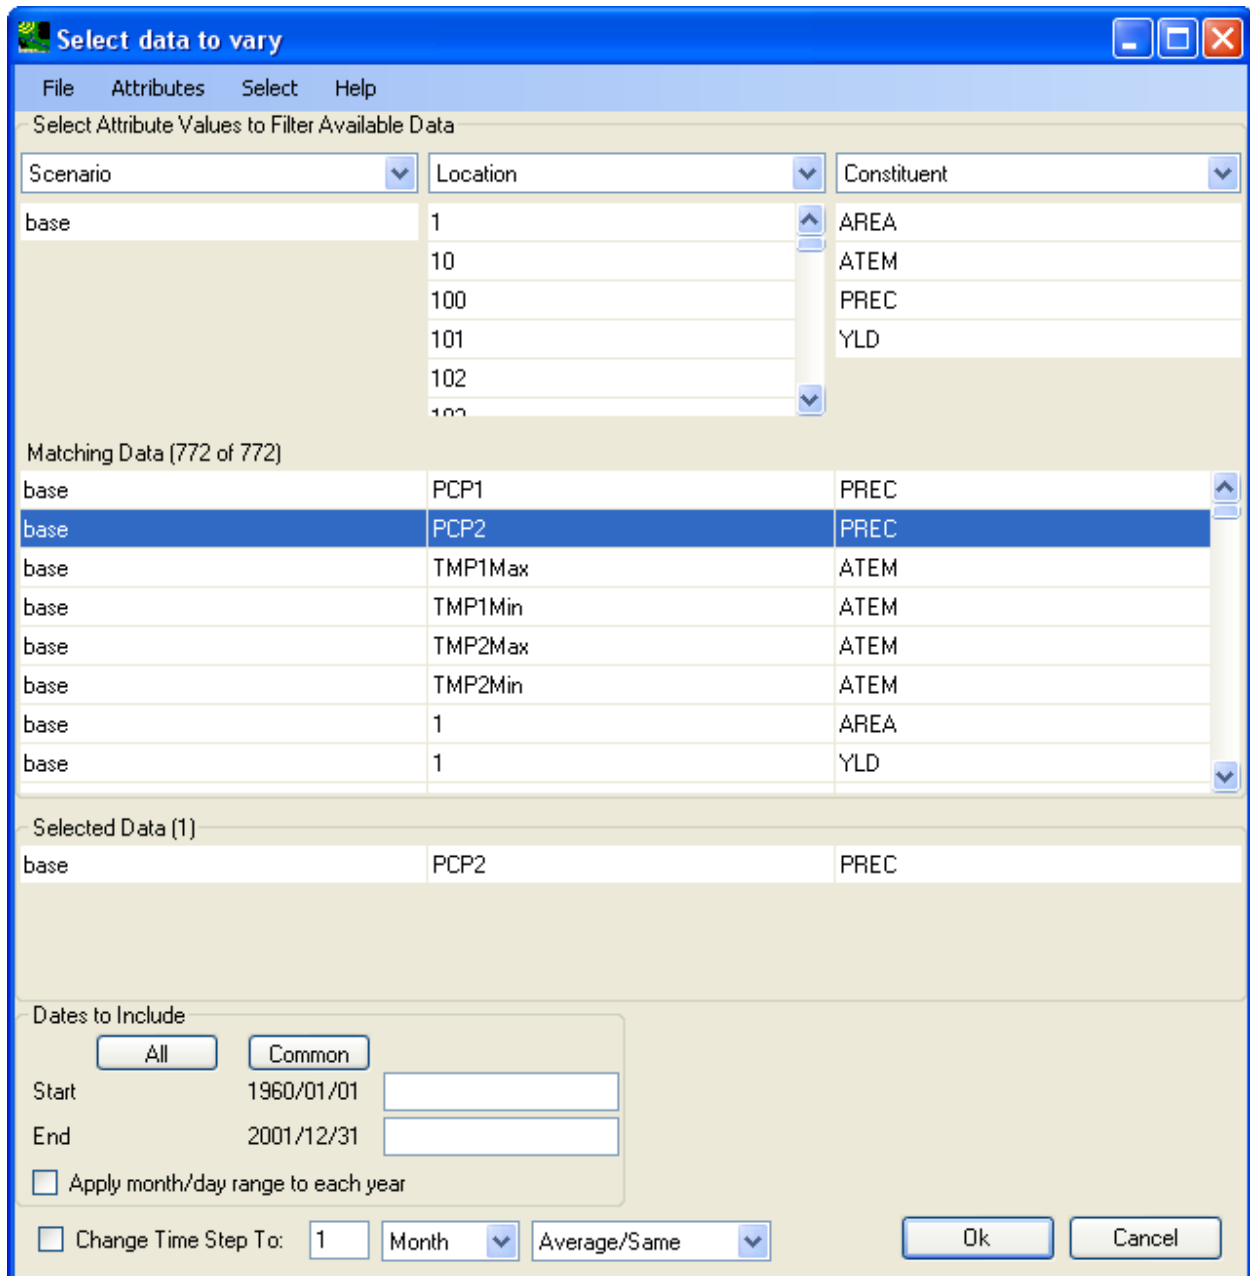 Select data to vary
File Attributes Select Help
Select Attribute Values to Filter Available Data
Scenario Location Constituent
base 1 AREA
10 ATEM
100 PREC
101 YLD
102
Matching Data (772 of 772)
base PCP1 PREC
base PCP2 PREC
base TMP1Max ATEM
base TMP1Min ATEM
base TMP2Max ATEM
base TMP2Min ATEM
base 1 AREA
base 1 YLD
Selected Data (1)
base PCP2 PREC
Dates to Include
All Common
Start 1960/01/01
End 2001/12/31
Apply month/day range to each year
Change Time Step To: 1 Month Average/Same Ok Cancel